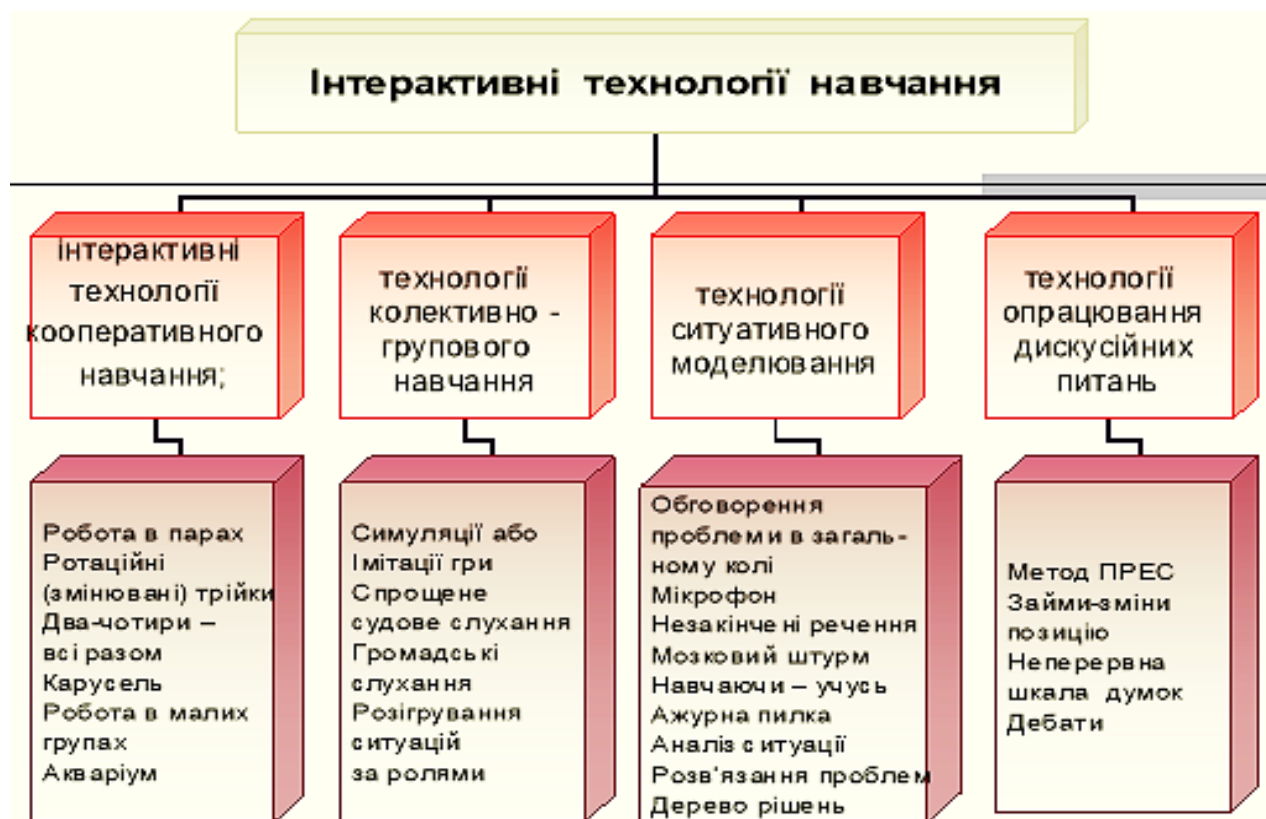 Інтерактивні технології навчання
інтерактивні
технології
кооперативного
навчання;
технології
колективно -
групового
навчання
технології
ситуативного
моделювання
технології
опрацювання
дискусійних
питань
Робота в парах
Ротаційні
(змінювані) трійки
Два-чотири –
всі разом
Карусель
Робота в малих
групах
Акваріум
Симуляції або
Імітації гри
Спрощене
судове слухання
Громадські
слухання
Розігрування
ситуацій
за ролями
Обговорення
проблеми в загаль-
ному колі
Мікрофон
Незакінчені речення
Мозковий штурм
Навчаючи – учусь
Ажурна пилка
Аналіз ситуації
Розв'язання проблем
Дерево рішень
Метод ПРЕС
Займи-зміни
позицію
Неперервна
шкала думок
Дебати